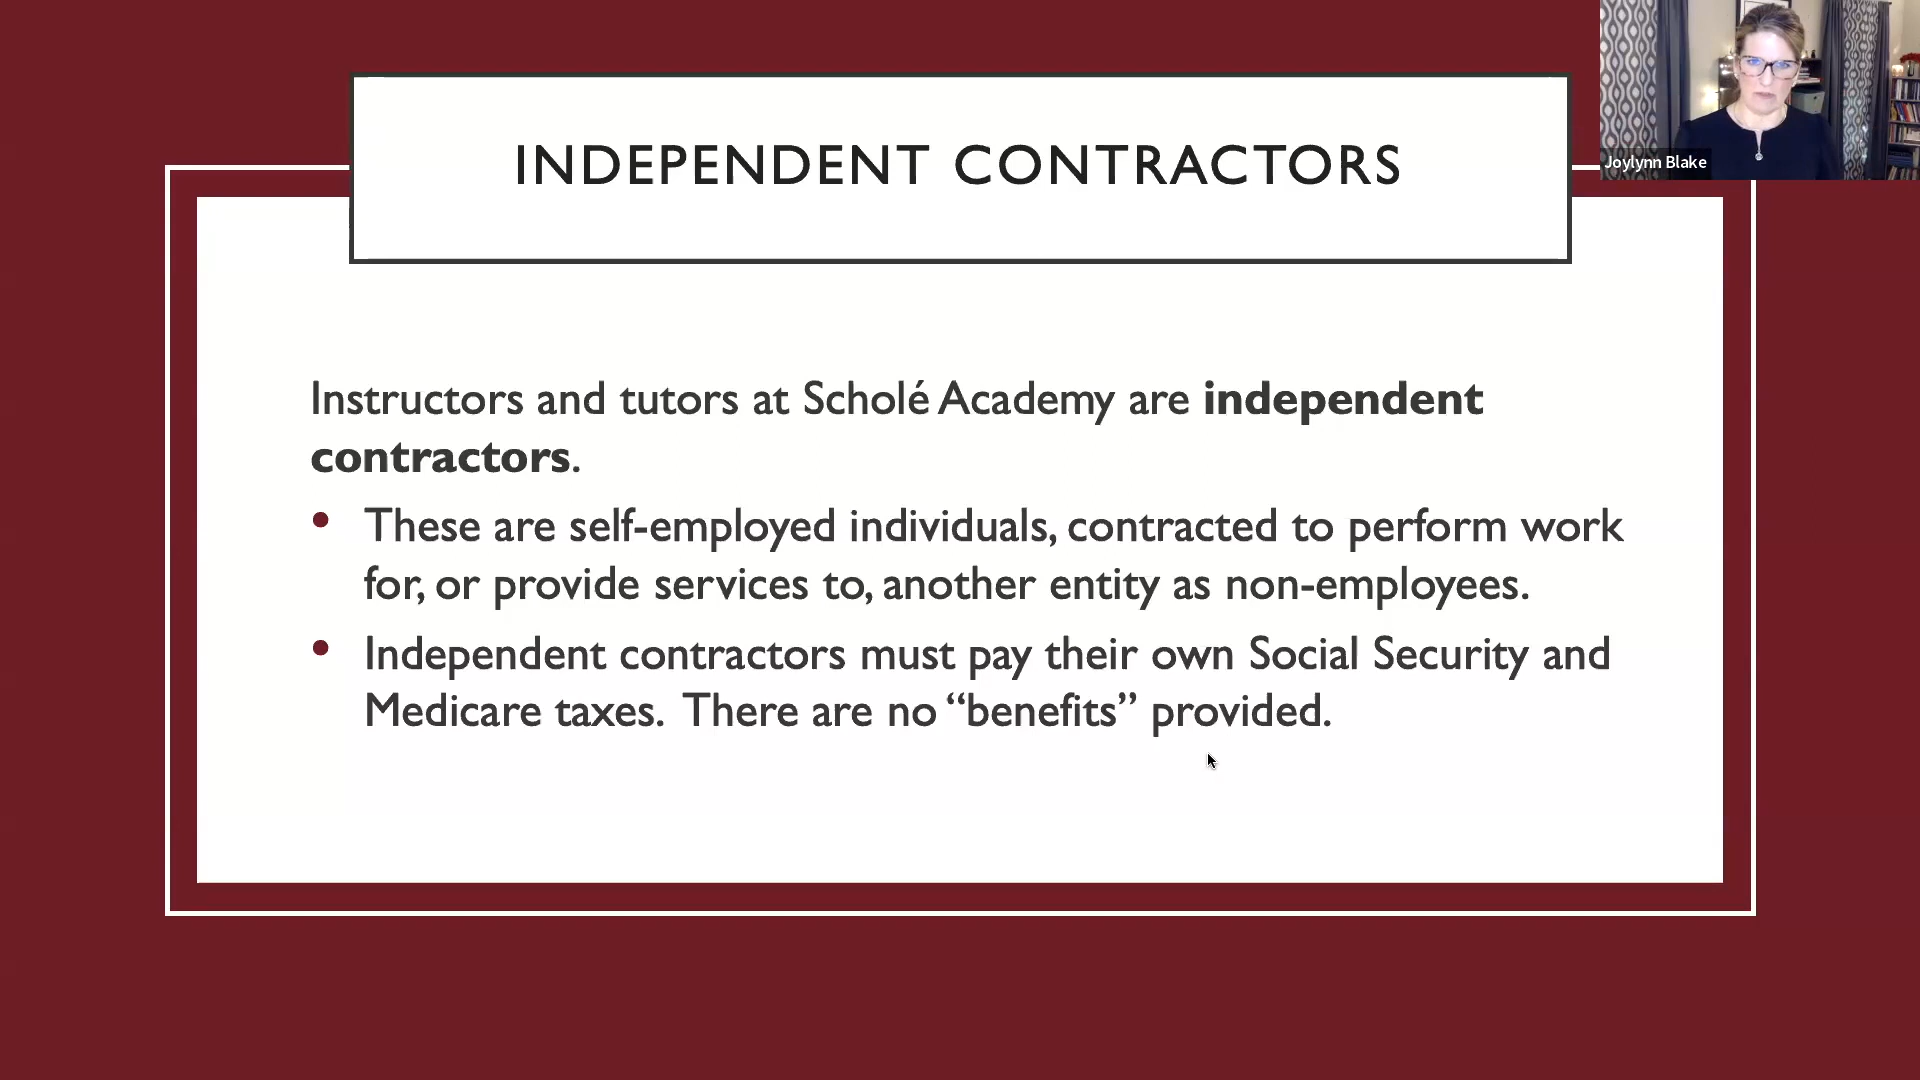 INDEPENDENT CONTRACTORS
Joylynn Blake
Instructors and tutors at Scholé Academy are independent
contractors.
• These are self-employed individuals, contracted to perform work
for, or provide services to, another entity as non-employees.
• Independent contractors must pay their own Social Security and
Medicare taxes.  There are no “benefits” provided.